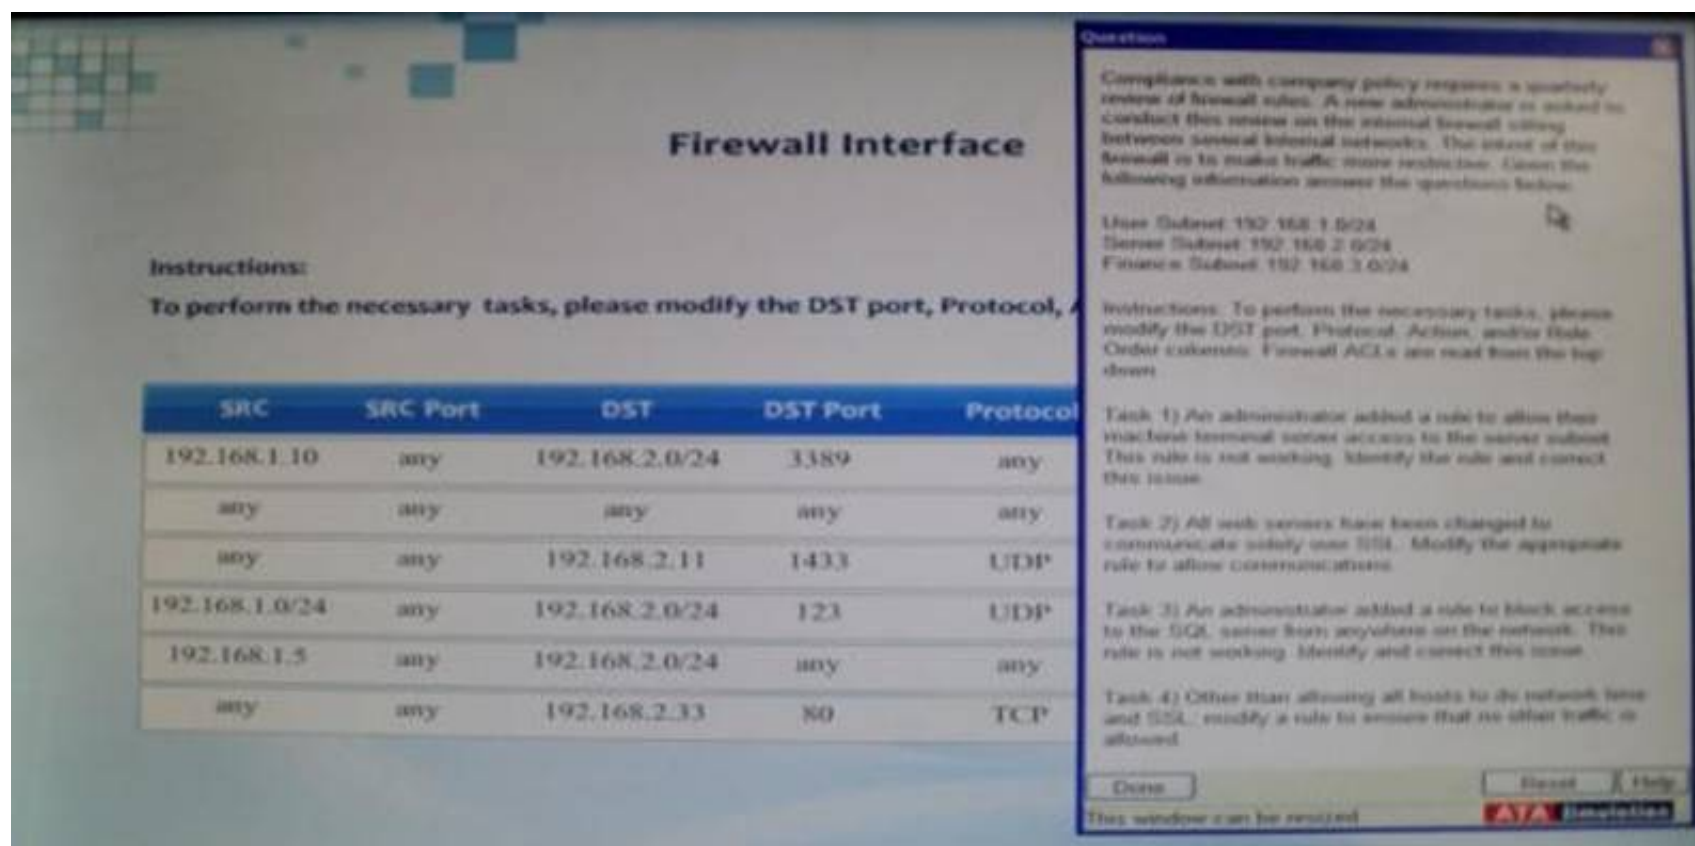 Question
Firewall Interface
Instructions:
To perform the necessary tasks, please modify the DST port, Protocol, A
SRC SRC Port DST DST Port Protocol
192.168.1.10 any 192.168.2.0/24 3389 any
any any any any any
any any 192.168.2.11 1433 UDP
192.168.1.0/24 any 192.168.2.0/24 123 UDP
192.168.1.5 any 192.168.2.0/24 any any
any any 192.168.2.33 80 TCP
Compliance with company policy requires a quarterly
review of firewall rules. A new administrator is asked to
conduct this review on the internal firewall sitting
between several Internal networks. The intent of this
firewall is to make traffic more restrictive. Given the
following information answer the questions below.
User Subnet 192.168.1.0/24
Server Subnet 192.168.2.0/24
Finance Subnet 192.168.3.0/24
Instructions: To perform the necessary tasks, please
modify the DST port, Protocol, Action, and/or Rule
Order columns. Firewall ACLs are read from the top
down
Task 1) An administrator added a rule to allow their
machine terminal server access to the server subnet.
This rule is not working. Identify the rule and correct
this issue.
Task 2) All web servers have been changed to
communicate solely over SSL. Modify the appropriate
rule to allow communications.
Task 3) An administrator added a rule to block access
to the SQL server from anywhere on the network. This
rule is not working. Identify and correct this issue.
Task 4) Other than allowing all hosts to do network time
and SSL, modify a rule to ensure that no other traffic is
allowed
Done Reset Help
This window can be resized ATA Simulation